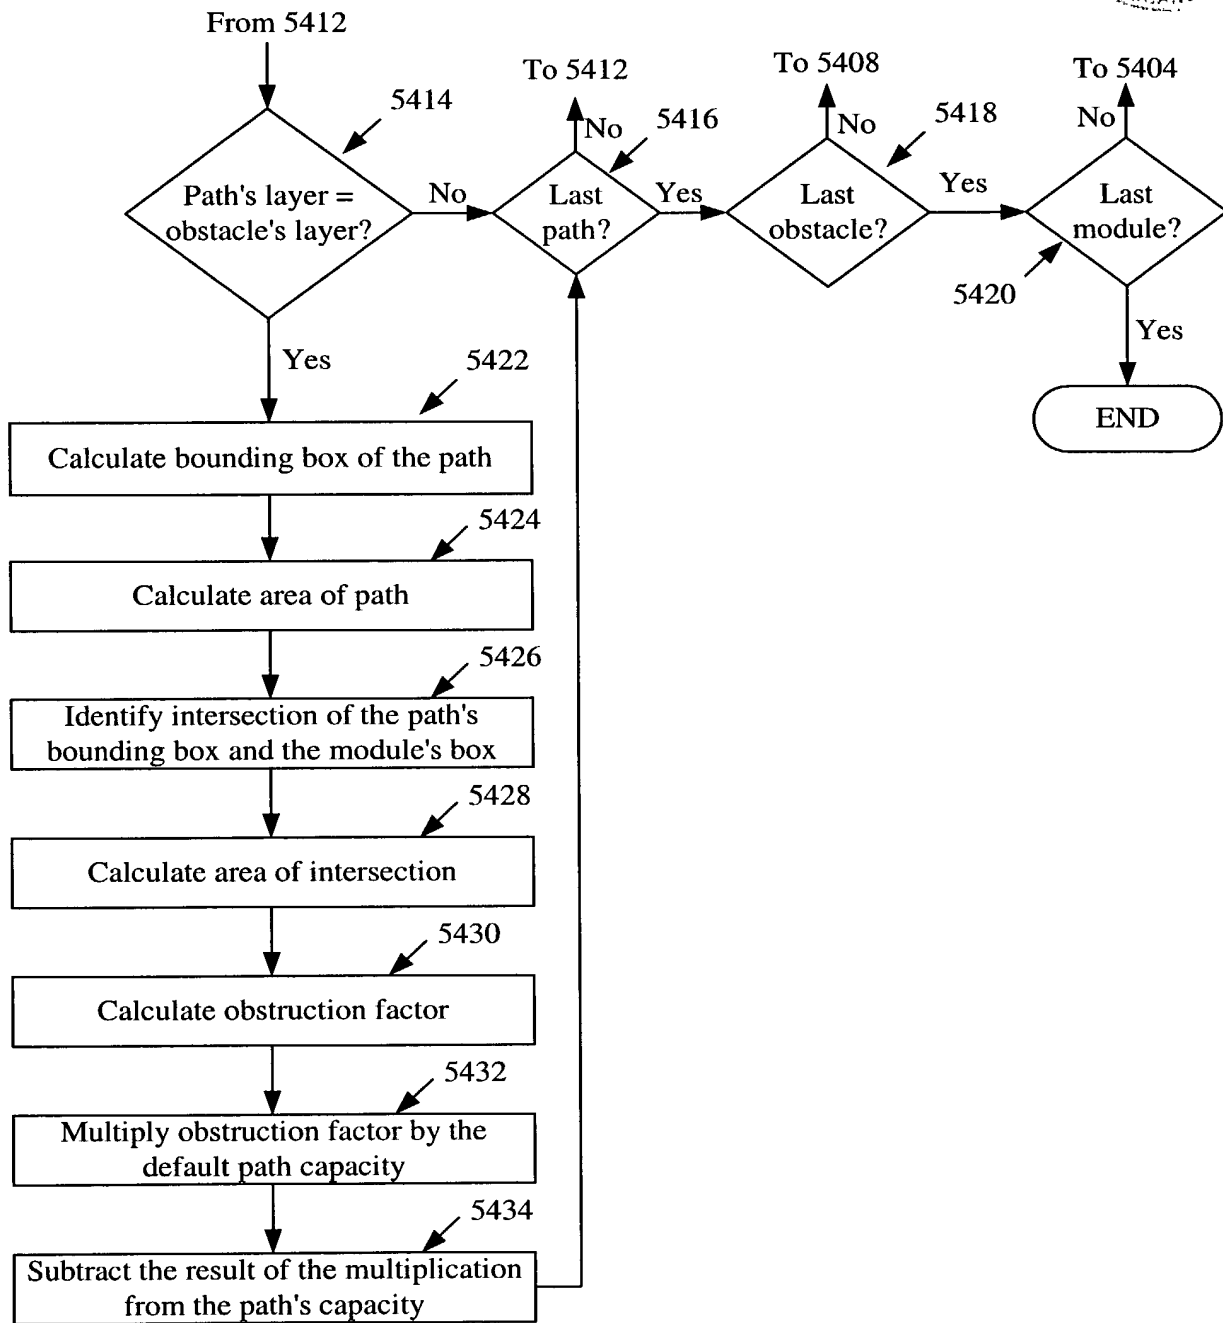 From 5412
5414
Path's layer =
obstacle's layer?
No
Yes
To 5412
No
5416
Last
path?
Yes
To 5408
No
5418
Last
obstacle?
Yes
To 5404
No
Last
module?
5420
Yes
END
5422
Calculate bounding box of the path
5424
Calculate area of path
5426
Identify intersection of the path's
bounding box and the module's box
5428
Calculate area of intersection
5430
Calculate obstruction factor
5432
Multiply obstruction factor by the
default path capacity
5434
Subtract the result of the multiplication
from the path's capacity